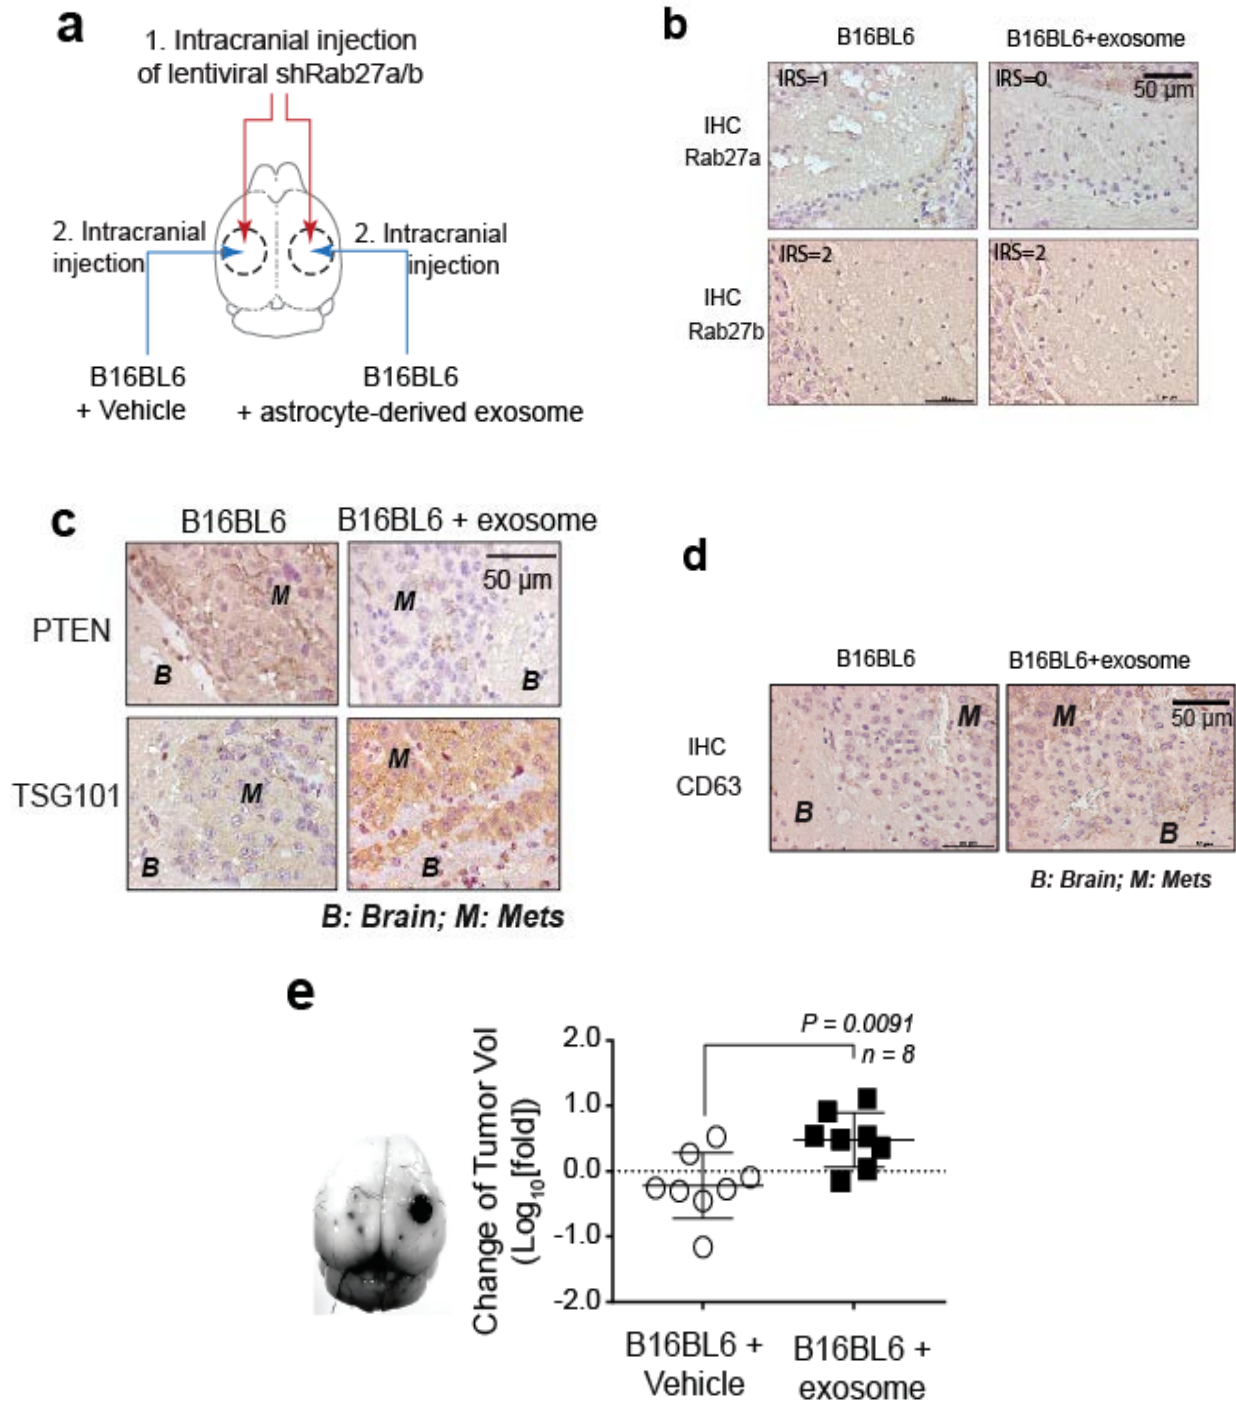 a
1. Intracranial injection
of lentiviral shRab27a/b
2. Intracranial
injection
2. Intracranial
injection
B16BL6
+ Vehicle
B16BL6
+ astrocyte-derived exosome
b
B16BL6
B16BL6+exosome
IHC
Rab27a
IRS=1
IRS=0
50 µm
IHC
Rab27b
IRS=2
IRS=2
c
B16BL6
B16BL6 + exosome
PTEN
M
B
M
B
50 µm
TSG101
M
B
M
B
B: Brain; M: Mets
d
B16BL6
B16BL6+exosome
IHC
CD63
M
B
M
B
50 µm
B: Brain; M: Mets
e
Change of Tumor Vol
(Log10[fold])
2.0
1.0
0.0
-1.0
-2.0
P = 0.0091
n = 8
B16BL6 +
Vehicle
B16BL6 +
exosome